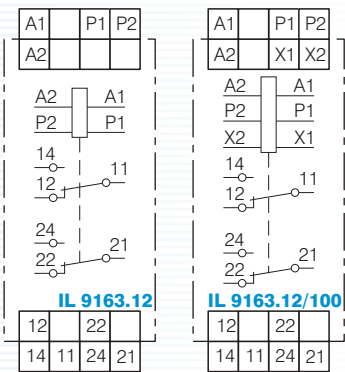 A1 P1 P2
A2
A2 A1
P2 P1
14
11
12
24
21
22
IL 9163.12
12 22
14 11 24 21
A1 P1 P2
A2 X1 X2
A2 A1
P2 P1
X2 X1
14
11
12
24
21
22
IL 9163.12/100
12 22
14 11 24 21